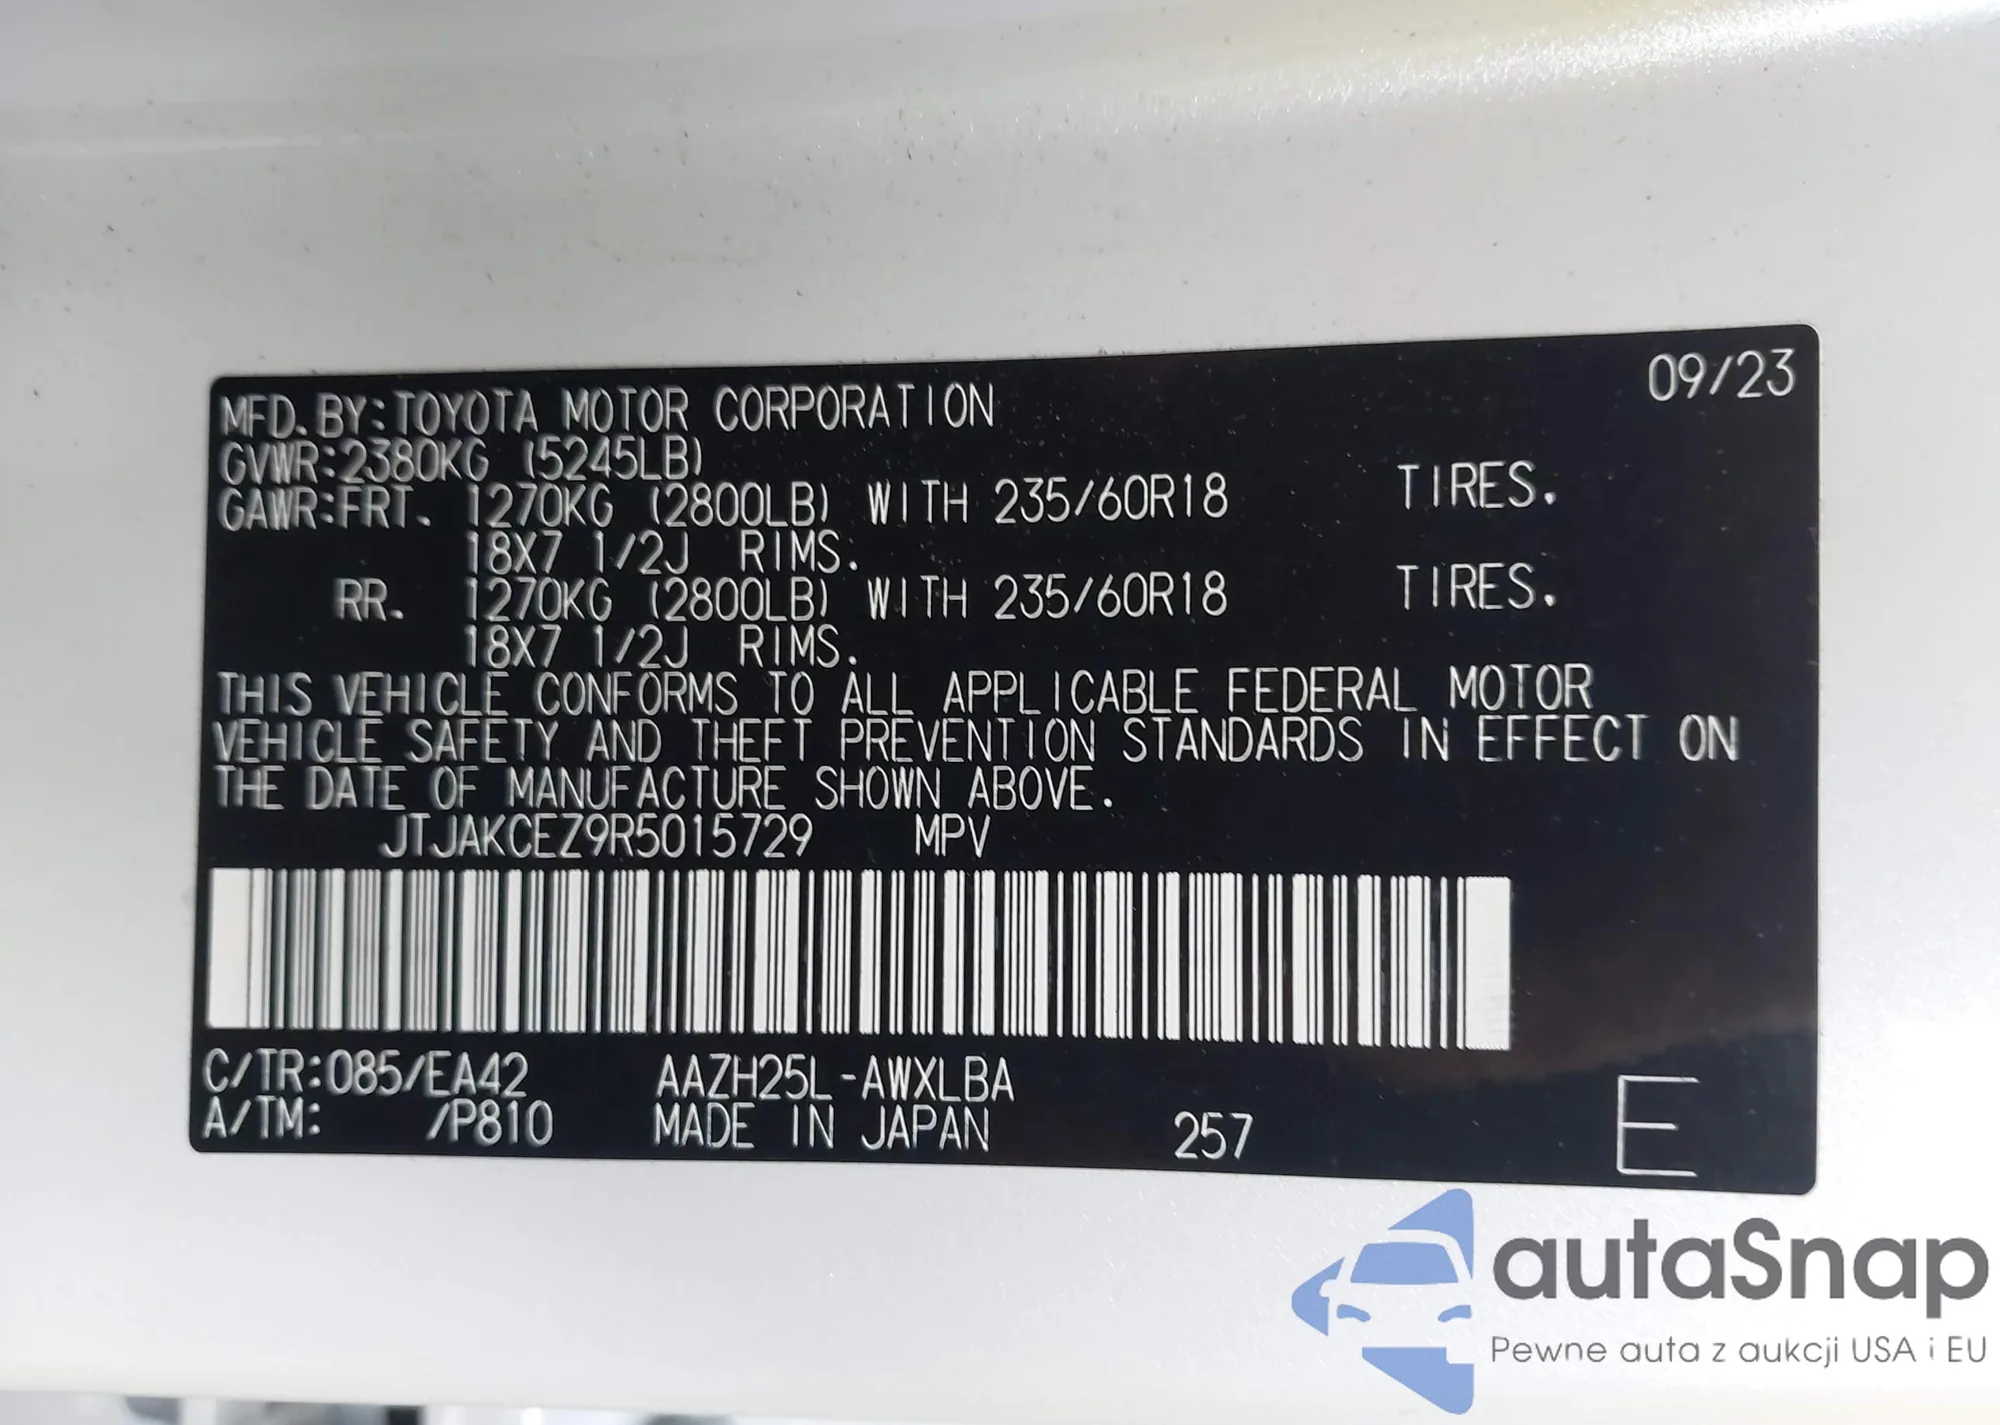 09/23
MFD.BY:TOYOTA MOTOR CORPORATION
GVWR:2380KG (5245LB)
GAWR:FRT. 1270KG (2800LB) WITH 235/60R18 TIRES.
18X7 1/2J RIMS.
RR. 1270KG (2800LB) WITH 235/60R18 TIRES.
18X7 1/2J RIMS.
THIS VEHICLE CONFORMS TO ALL APPLICABLE FEDERAL MOTOR
VEHICLE SAFETY AND THEFT PREVENTION STANDARDS IN EFFECT ON
THE DATE OF MANUFACTURE SHOWN ABOVE.
JTJAKCEZ9R5015729 MPV
C/TR:085/EA42 AAZH25L-AWXLBA
A/TM: /P810 MADE IN JAPAN 257 E
autaSnap
Pewne auta z aukcji USA i EU